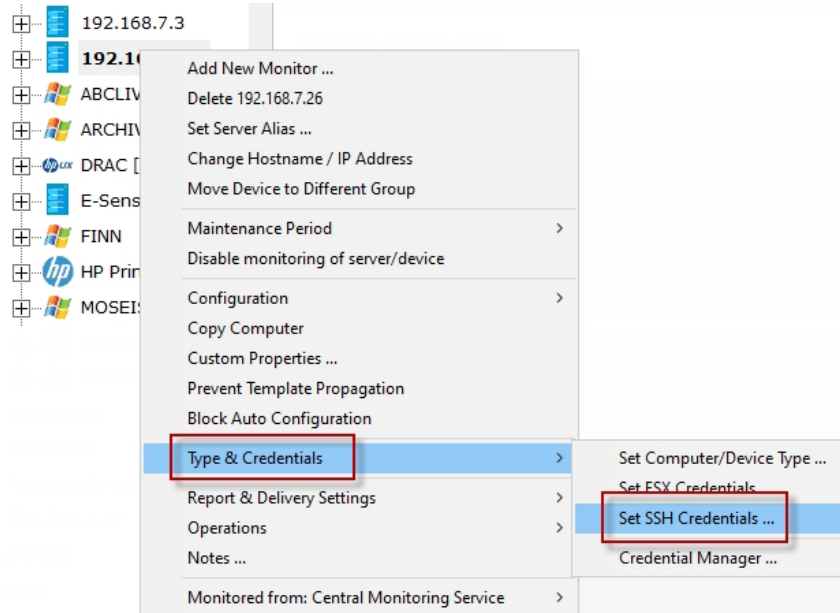 192.168.7.3
192.1
ABCLIV
ARCHIV
DRAC [
E-Sens
FINN
HP Prin
MOSEI
Add New Monitor ...
Delete 192.168.7.26
Set Server Alias ...
Change Hostname / IP Address
Move Device to Different Group
Maintenance Period
Disable monitoring of server/device
Configuration
Copy Computer
Custom Properties ...
Prevent Template Propagation
Block Auto Configuration
Type & Credentials
Report & Delivery Settings
Operations
Notes ...
Monitored from: Central Monitoring Service
Set Computer/Device Type ...
Set ESX Credentials
Set SSH Credentials ...
Credential Manager ...